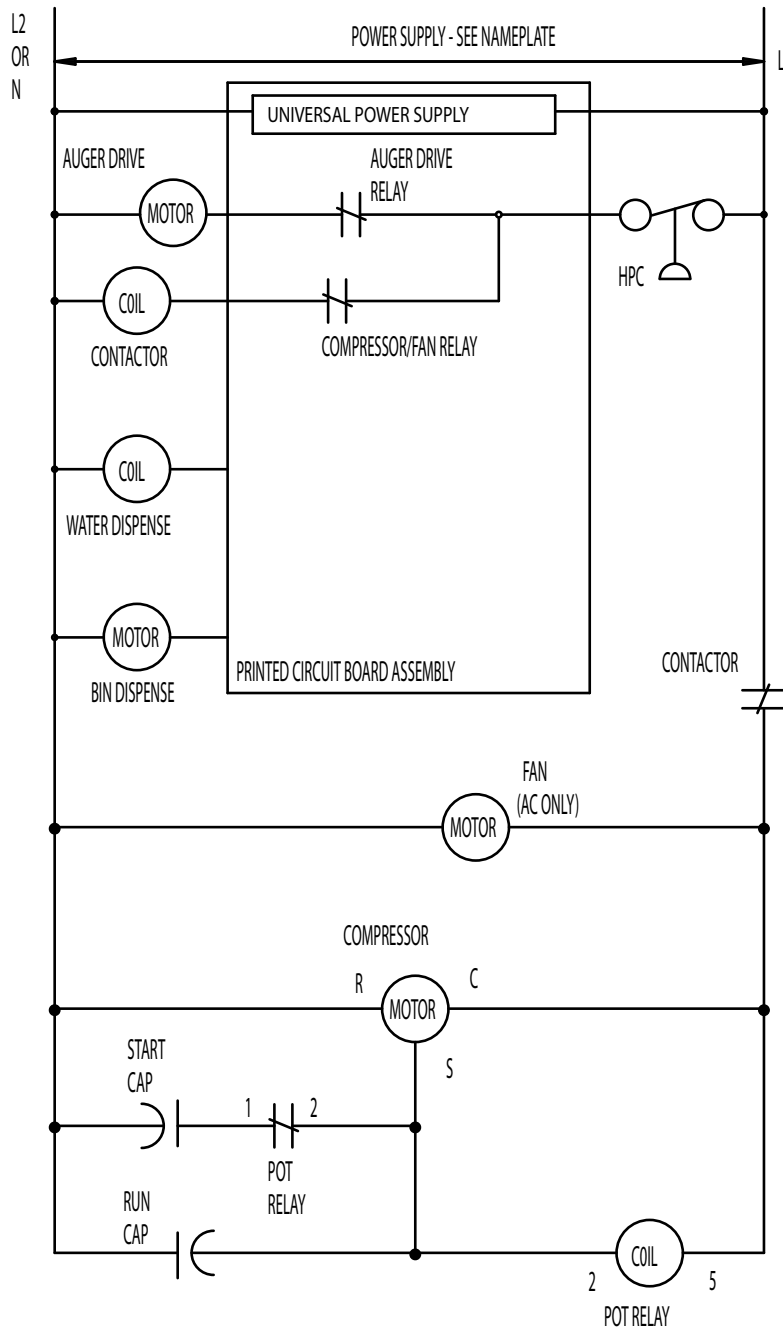 L2
OR
N
POWER SUPPLY - SEE NAMEPLATE
L
UNIVERSAL POWER SUPPLY
AUGER DRIVE
AUGER DRIVE
RELAY
MOTOR
HPC
COIL
CONTACTOR
COMPRESSOR/FAN RELAY
COIL
WATER DISPENSE
MOTOR
BIN DISPENSE
PRINTED CIRCUIT BOARD ASSEMBLY
CONTACTOR
FAN
(AC ONLY)
MOTOR
COMPRESSOR
R
C
MOTOR
S
START
CAP
1
2
POT
RELAY
RUN
CAP
COIL
2
5
POT RELAY